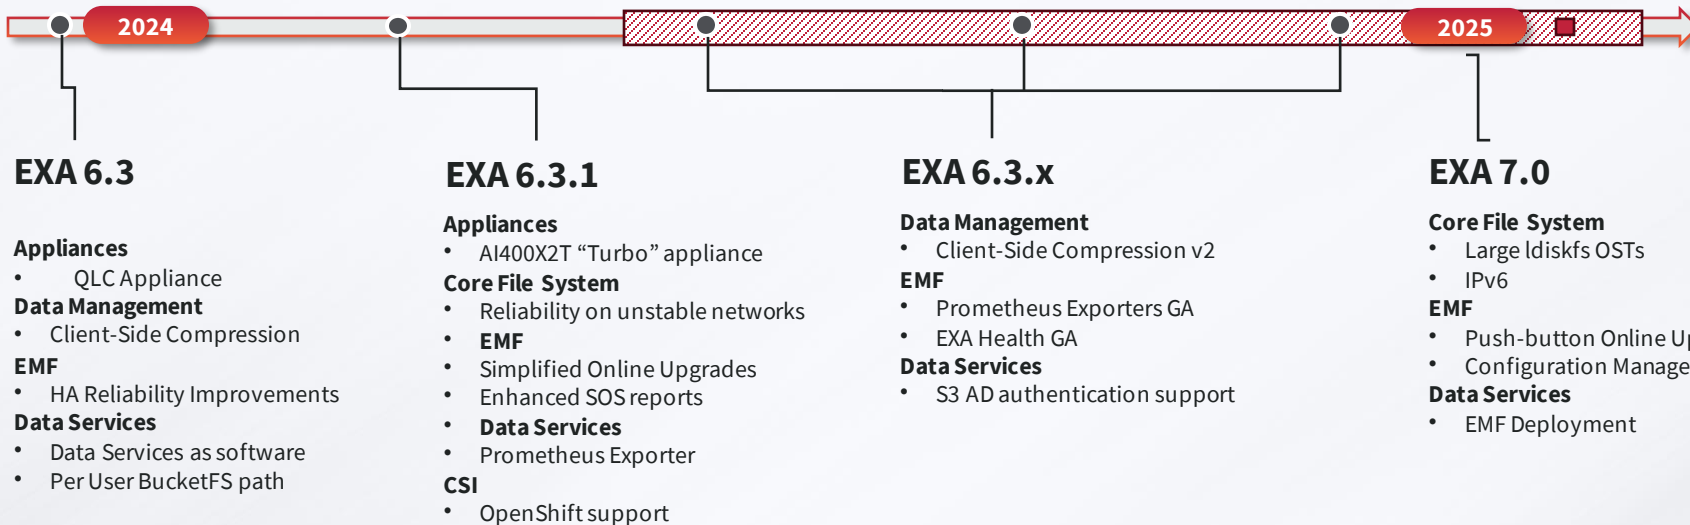 2024
2025
EXA 6.3
Appliances
• QLC Appliance
Data Management
• Client-Side Compression
EMF
• HA Reliability Improvements
Data Services
• Data Services as software
• Per User BucketFS path
EXA 6.3.1
Appliances
• AI400X2T “Turbo” appliance
Core File System
• Reliability on unstable networks
• EMF
• Simplified Online Upgrades
• Enhanced SOS reports
• Data Services
• Prometheus Exporter
CSI
• OpenShift support
EXA 6.3.x
Data Management
• Client-Side Compression v2
EMF
• Prometheus Exporters GA
• EXA Health GA
Data Services
• S3 AD authentication support
EXA 7.0
Core File System
• Large ldiskfs OSTs
• IPv6
EMF
• Push-button Online
• Configuration
Data Services
• EMF Deployment